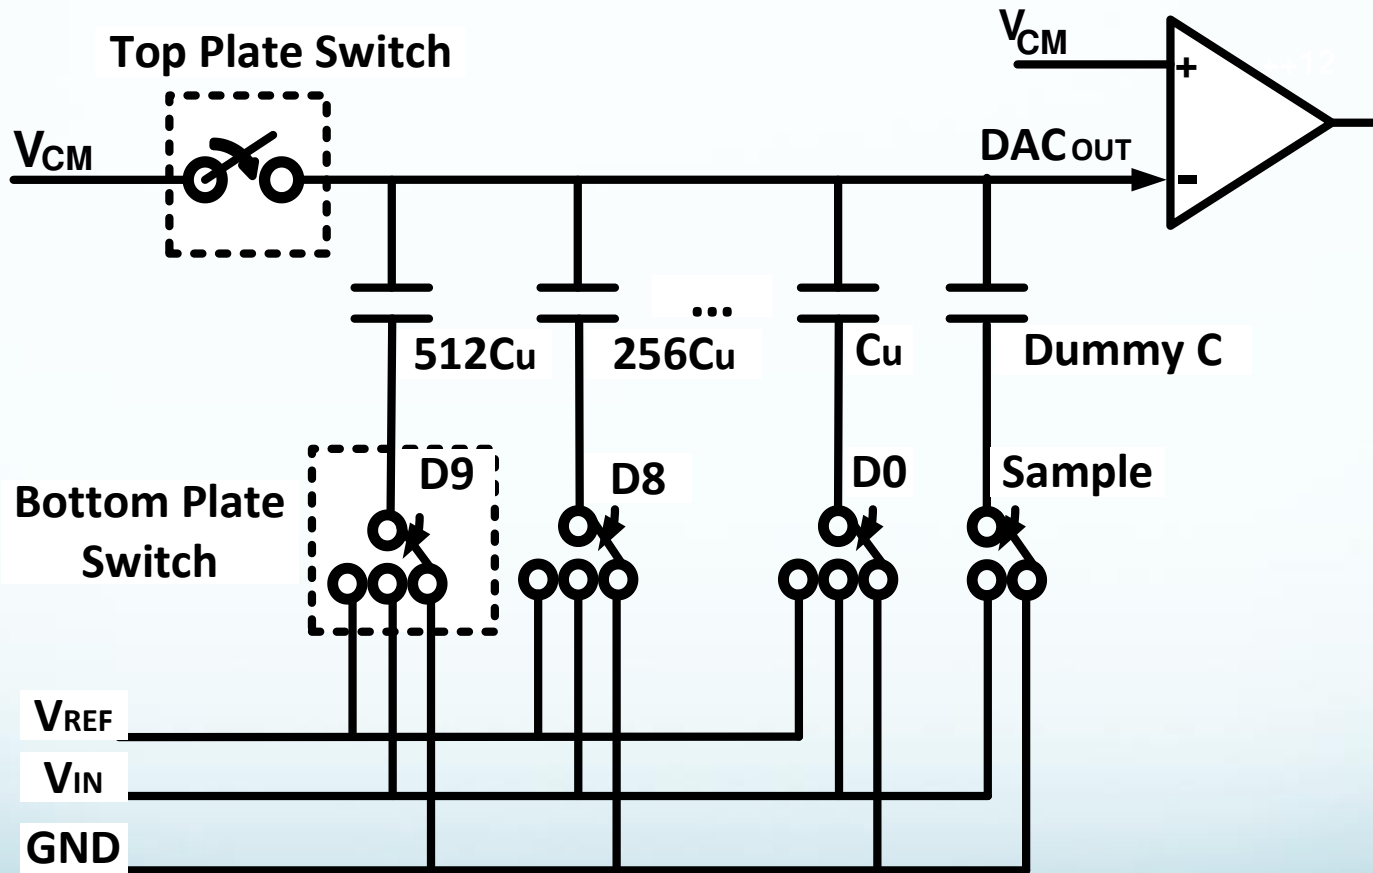 Top Plate Switch
VCM
+
++12
VCM
DACOUT
-
...
512Cu
256Cu
Cu
Dummy C
D9
D8
D0
Sample
Bottom Plate
Switch
VREF
VIN
GND